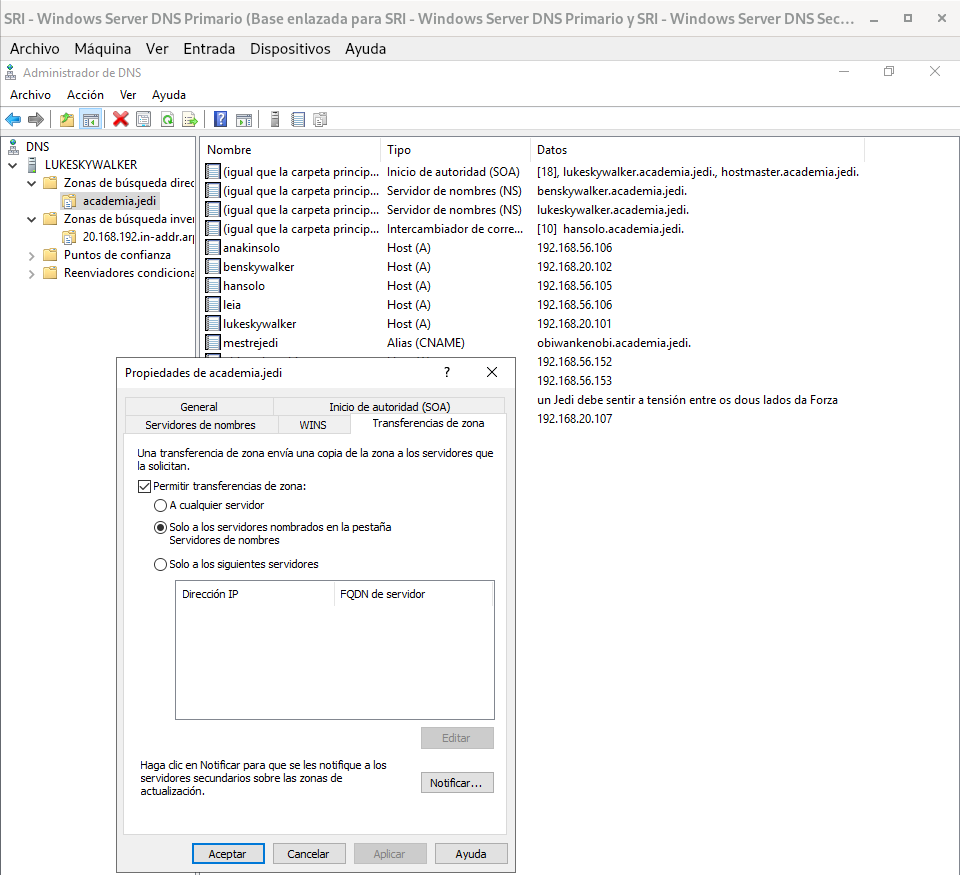 SRI - Windows Server DNS Primario (Base enlazada para SRI - Windows Server DNS Primario y SRI - Windows Server DNS Sec...
Archivo Máquina Ver Entrada Dispositivos Ayuda
Administrador de DNS
Archivo Acción Ver Ayuda
DNS
LUKESKYWALKER
Zonas de búsqueda direc
academia.jedi
Zonas de búsqueda inver
20.168.192.in-addr.arp
Puntos de confianza
Reenviadores condiciona
Nombre Tipo Datos
(igual que la carpeta princip... Inicio de autoridad (SOA) [18], lukeskywalker.academia.jedi., hostmaster.academia.jedi.
(igual que la carpeta princip... Servidor de nombres (NS) benskywalker.academia.jedi.
(igual que la carpeta princip... Servidor de nombres (NS) lukeskywalker.academia.jedi.
(igual que la carpeta princip... Intercambiador de corre... [10] hansolo.academia.jedi.
anakinsolo Host (A) 192.168.56.106
benskywalker Host (A) 192.168.20.102
hansolo Host (A) 192.168.56.105
leia Host (A) 192.168.56.106
lukeskywalker Host (A) 192.168.20.101
mestrejedi Alias (CNAME) obiwankenobi.academia.jedi.
192.168.56.152
192.168.56.153
un Jedi debe sentir a tensión entre os dous lados da Forza
192.168.20.107
Propiedades de academia.jedi ?
General Inicio de autoridad (SOA)
Servidores de nombres WINS Transferencias de zona
Una transferencia de zona envía una copia de la zona a los servidores que
la solicitan.
Permitir transferencias de zona:
A cualquier servidor
Solo a los servidores nombrados en la pestaña
Servidores de nombres
Solo a los siguientes servidores
Dirección IP FQDN de servidor
Editar
Haga clic en Notificar para que se les notifique a los
servidores secundarios sobre las zonas de
actualización.
Notificar...
Aceptar Cancelar Aplicar Ayuda